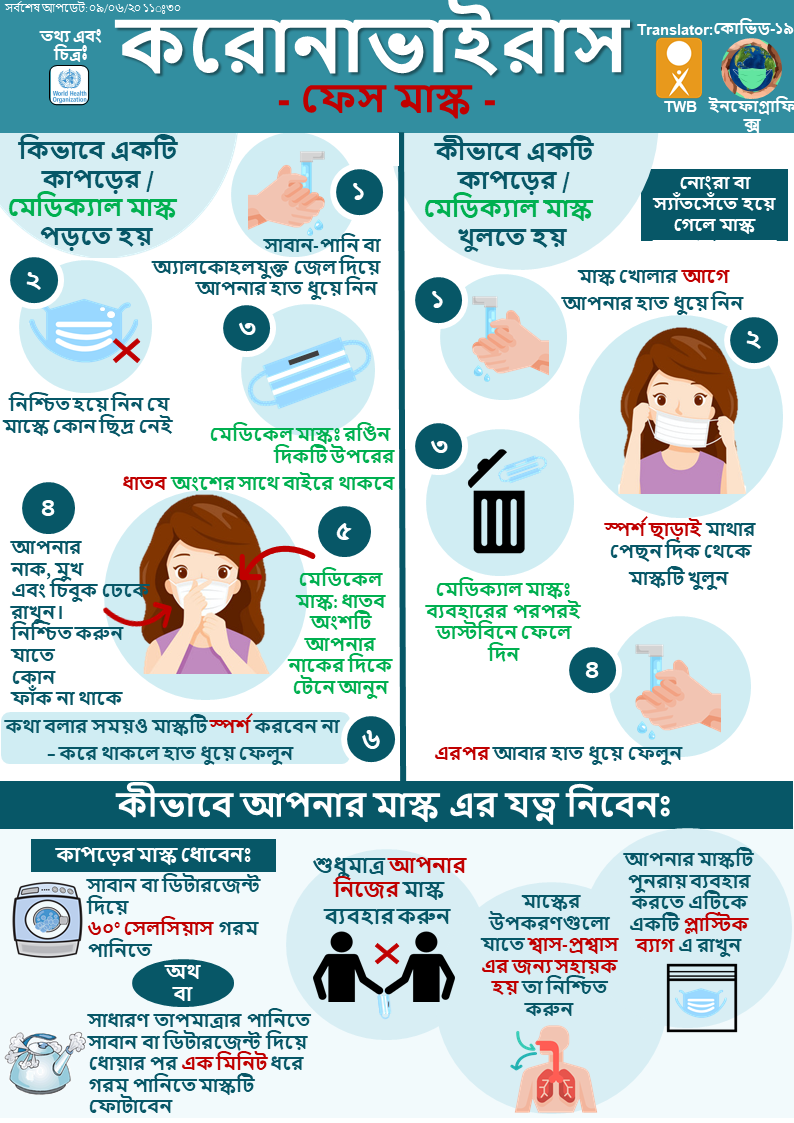 সর্বশেষ আপডেট: ০৯/০৬/২০ ১১ঃ৩০
তথ্য এবং
চিত্রঃ
World Health
Organization
করোনাভাইরাস
- ফেস মাস্ক -
Translator:
TWB
কোভিড-১৯
ইনফোগ্রাফি
ক্স
কিভাবে একটি
কাপড়ের /
মেডিক্যাল মাস্ক
পড়তে হয়
১
সাবান-পানি বা
অ্যালকোহলযুক্ত জেল দিয়ে
আপনার হাত ধুয়ে নিন
২
নিশ্চিত হয়ে নিন যে
মাস্কে কোন ছিদ্র নেই
৩
মেডিকেল মাস্কঃ রঙিন
দিকটি উপরের
ধাতব অংশের সাথে বাইরে থাকবে
৪
আপনার
নাক, মুখ
এবং চিবুক ঢেকে
রাখুন।
নিশ্চিত করুন
যাতে
কোন
ফাঁক না থাকে
৫
মেডিকেল
মাস্ক: ধাতব
অংশটি
আপনার
নাকের দিকে
টেনে আনুন
কথা বলার সময়ও মাস্কটি স্পর্শ করবেন না
– করে থাকলে হাত ধুয়ে ফেলুন
৬
কীভাবে একটি
কাপড়ের /
মেডিক্যাল মাস্ক
খুলতে হয়
নোংরা বা
স্যাঁতসেঁতে হয়ে
গেলে মাস্ক
১
মাস্ক খোলার আগে
আপনার হাত ধুয়ে নিন
২
স্পর্শ ছাড়াই মাথার
পেছন দিক থেকে
মাস্কটি খুলুন
৩
মেডিক্যাল মাস্কঃ
ব্যবহারের পরপরই
ডাস্টবিনে ফেলে
দিন
৪
এরপর আবার হাত ধুয়ে ফেলুন
কীভাবে আপনার মাস্ক এর যত্ন নিবেনঃ
কাপড়ের মাস্ক ধোবেনঃ
সাবান বা ডিটারজেন্ট
দিয়ে
৬০° সেলসিয়াস গরম
পানিতে
অথ
বা
সাধারণ তাপমাত্রার পানিতে
সাবান বা ডিটারজেন্ট দিয়ে
ধোয়ার পর এক মিনিট ধরে
গরম পানিতে মাস্কটি
ফোটাবেন
শুধুমাত্র আপনার
নিজের মাস্ক
ব্যবহার করুন
মাস্কের
উপকরণগুলো
যাতে শ্বাস-প্রশ্বাস
এর জন্য সহায়ক
হয় তা নিশ্চিত
করুন
আপনার মাস্কটি
পুনরায় ব্যবহার
করতে এটিকে
একটি প্লাস্টিক
ব্যাগ এ রাখুন